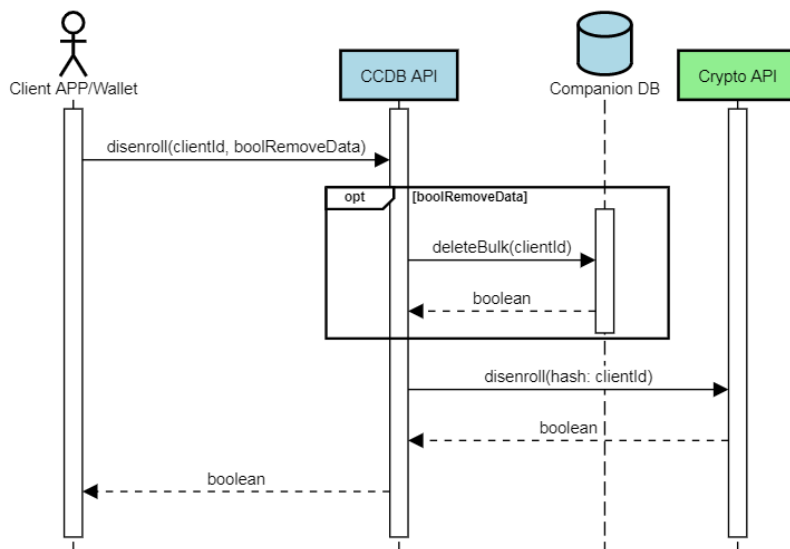 Client APP/Wallet
CCDB API
Companion DB
Crypto API
disenroll(clientId, boolRemoveData)
opt
[boolRemoveData]
deleteBulk(clientId)
boolean
disenroll(hash: clientId)
boolean
boolean